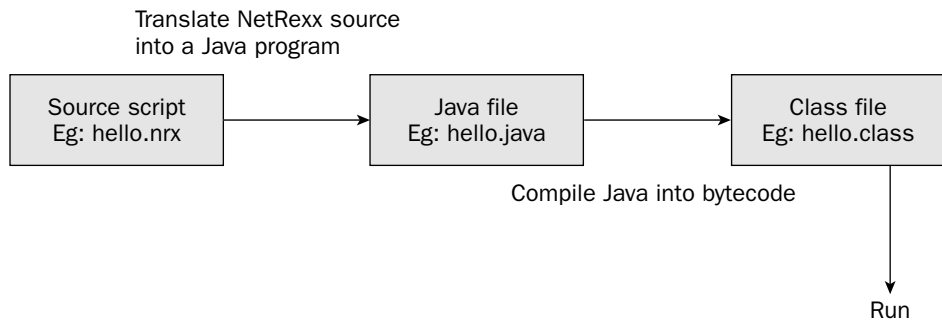 Translate NetRexx source
into a Java program
Source script
Eg: hello.nrx
Java file
Eg: hello.java
Class file
Eg: hello.class
Compile Java into bytecode
Run